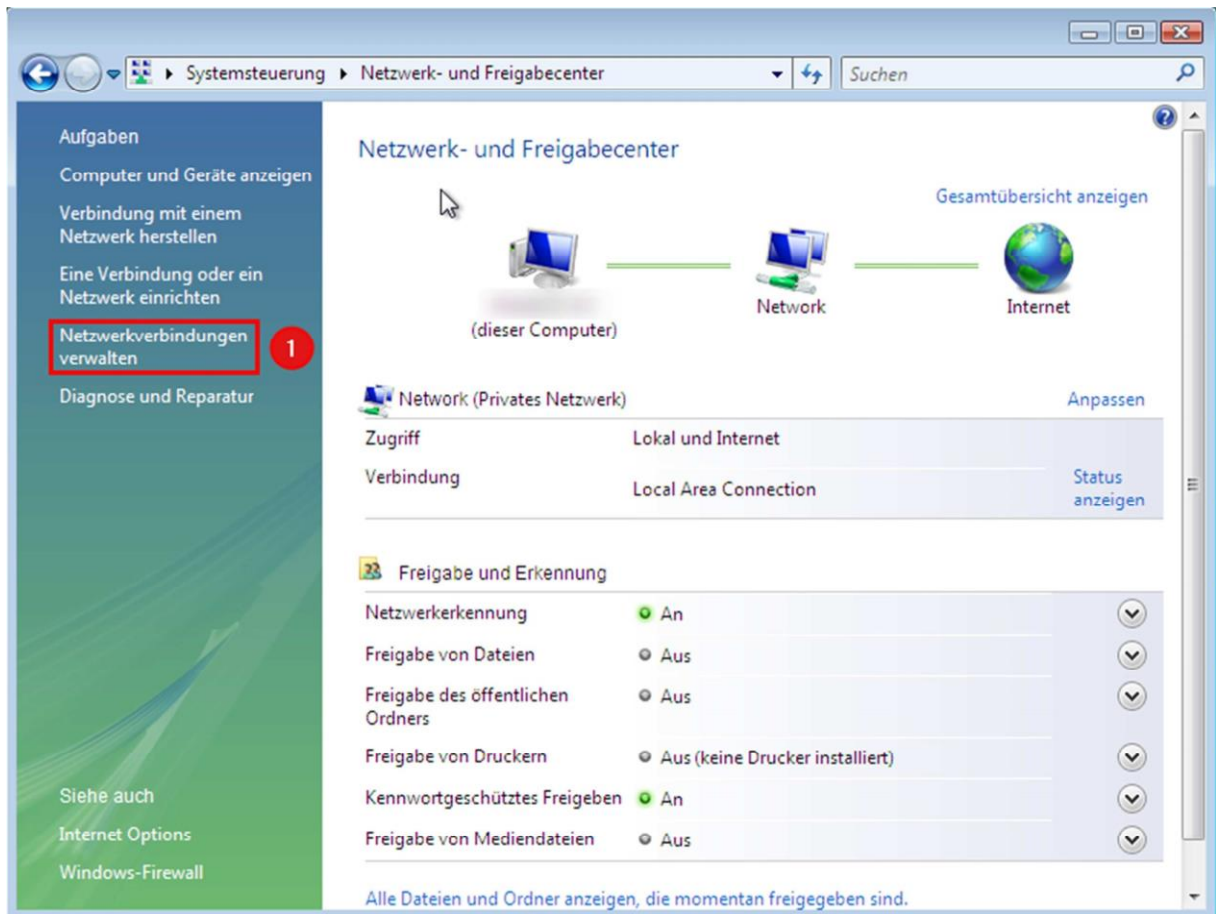 Systemsteuerung
Netzwerk- und Freigabecenter
Suchen
Aufgaben
Computer und Geräte anzeigen
Verbindung mit einem
Netzwerk herstellen
Eine Verbindung oder ein
Netzwerk einrichten
Netzwerkverbindungen
verwalten
1
Diagnose und Reparatur
Siehe auch
Internet Options
Windows-Firewall
Netzwerk- und Freigabecenter
Gesamtübersicht anzeigen
(dieser Computer)
Network
Internet
Network (Privates Netzwerk)
Anpassen
Zugriff
Lokal und Internet
Verbindung
Local Area Connection
Status
anzeigen
Freigabe und Erkennung
Netzwerkerkennung
An
Freigabe von Dateien
Aus
Freigabe des öffentlichen
Ordners
Aus
Freigabe von Druckern
Aus (keine Drucker installiert)
Kennwortgeschütztes Freigeben
An
Freigabe von Mediendateien
Aus
Alle Dateien und Ordner anzeigen, die momentan freigegeben sind.